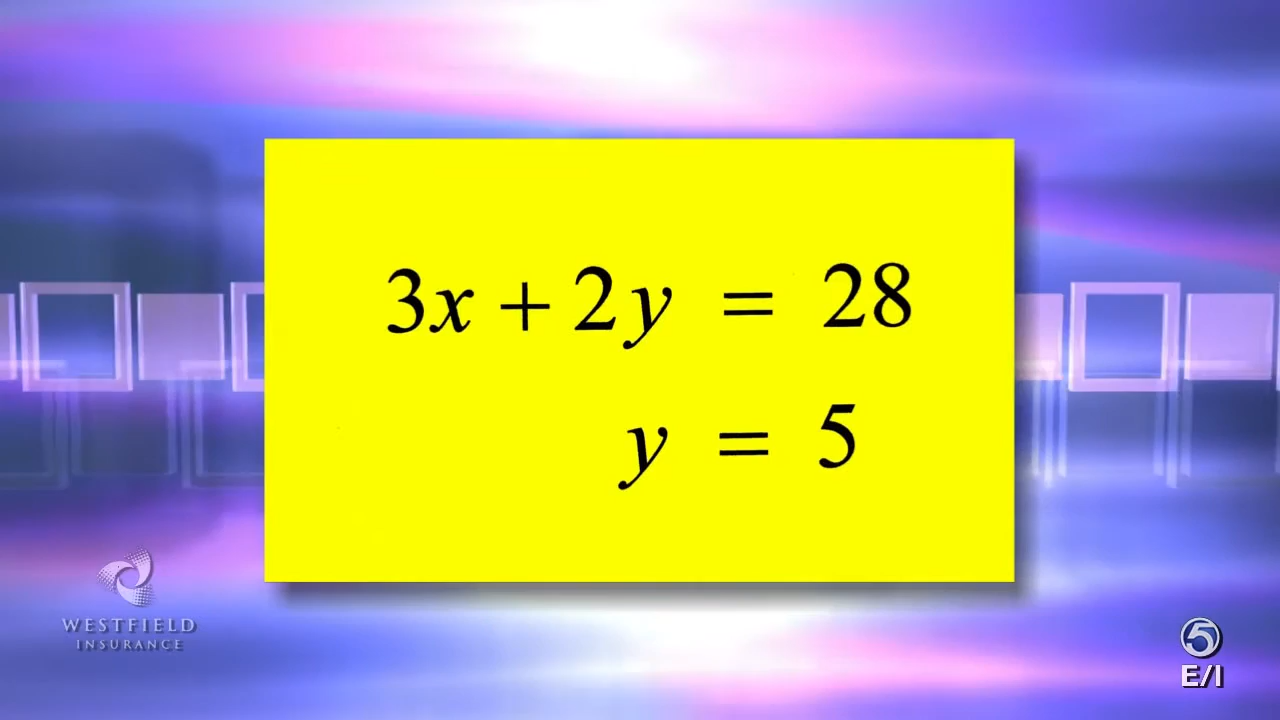 3x + 2y = 28
y = 5
WESTFIELD
INSURANCE
5
E/I